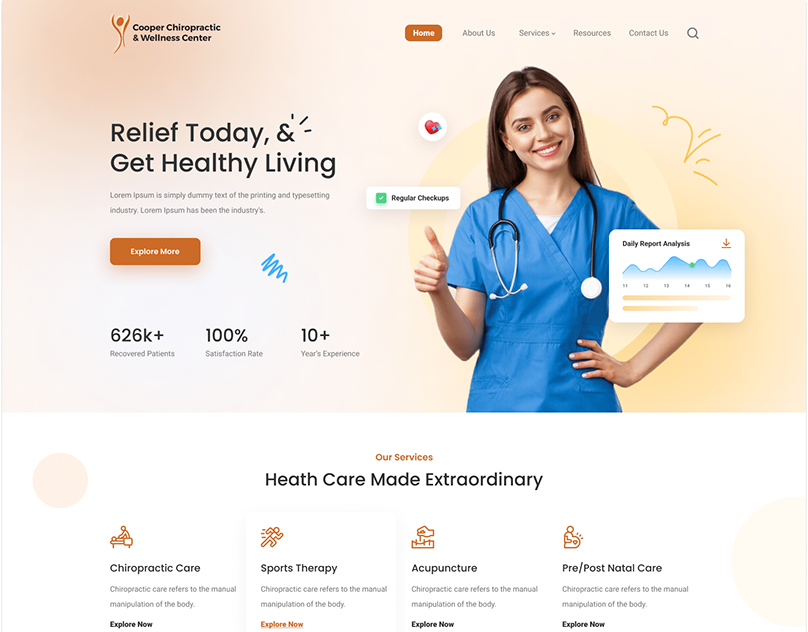 Cooper Chiropractic
& Wellness Center
Home
About Us
Services
Resources
Contact Us
Relief Today, &
Get Healthy Living
Lorem Ipsum is simply dummy text of the printing and typesetting
industry. Lorem Ipsum has been the industry's.
Explore More
Regular Checkups
Daily Report Analysis
11 12 13 14 15 16
626k+
Recovered Patients
100%
Satisfaction Rate
10+
Year's Experience
Our Services
Heath Care Made Extraordinary
Chiropractic Care
Chiropractic care refers to the manual
manipulation of the body.
Explore Now
Sports Therapy
Chiropractic care refers to the manual
manipulation of the body.
Explore Now
Acupuncture
Chiropractic care refers to the manual
manipulation of the body.
Explore Now
Pre/Post Natal Care
Chiropractic care refers to the manual
manipulation of the body.
Explore Now